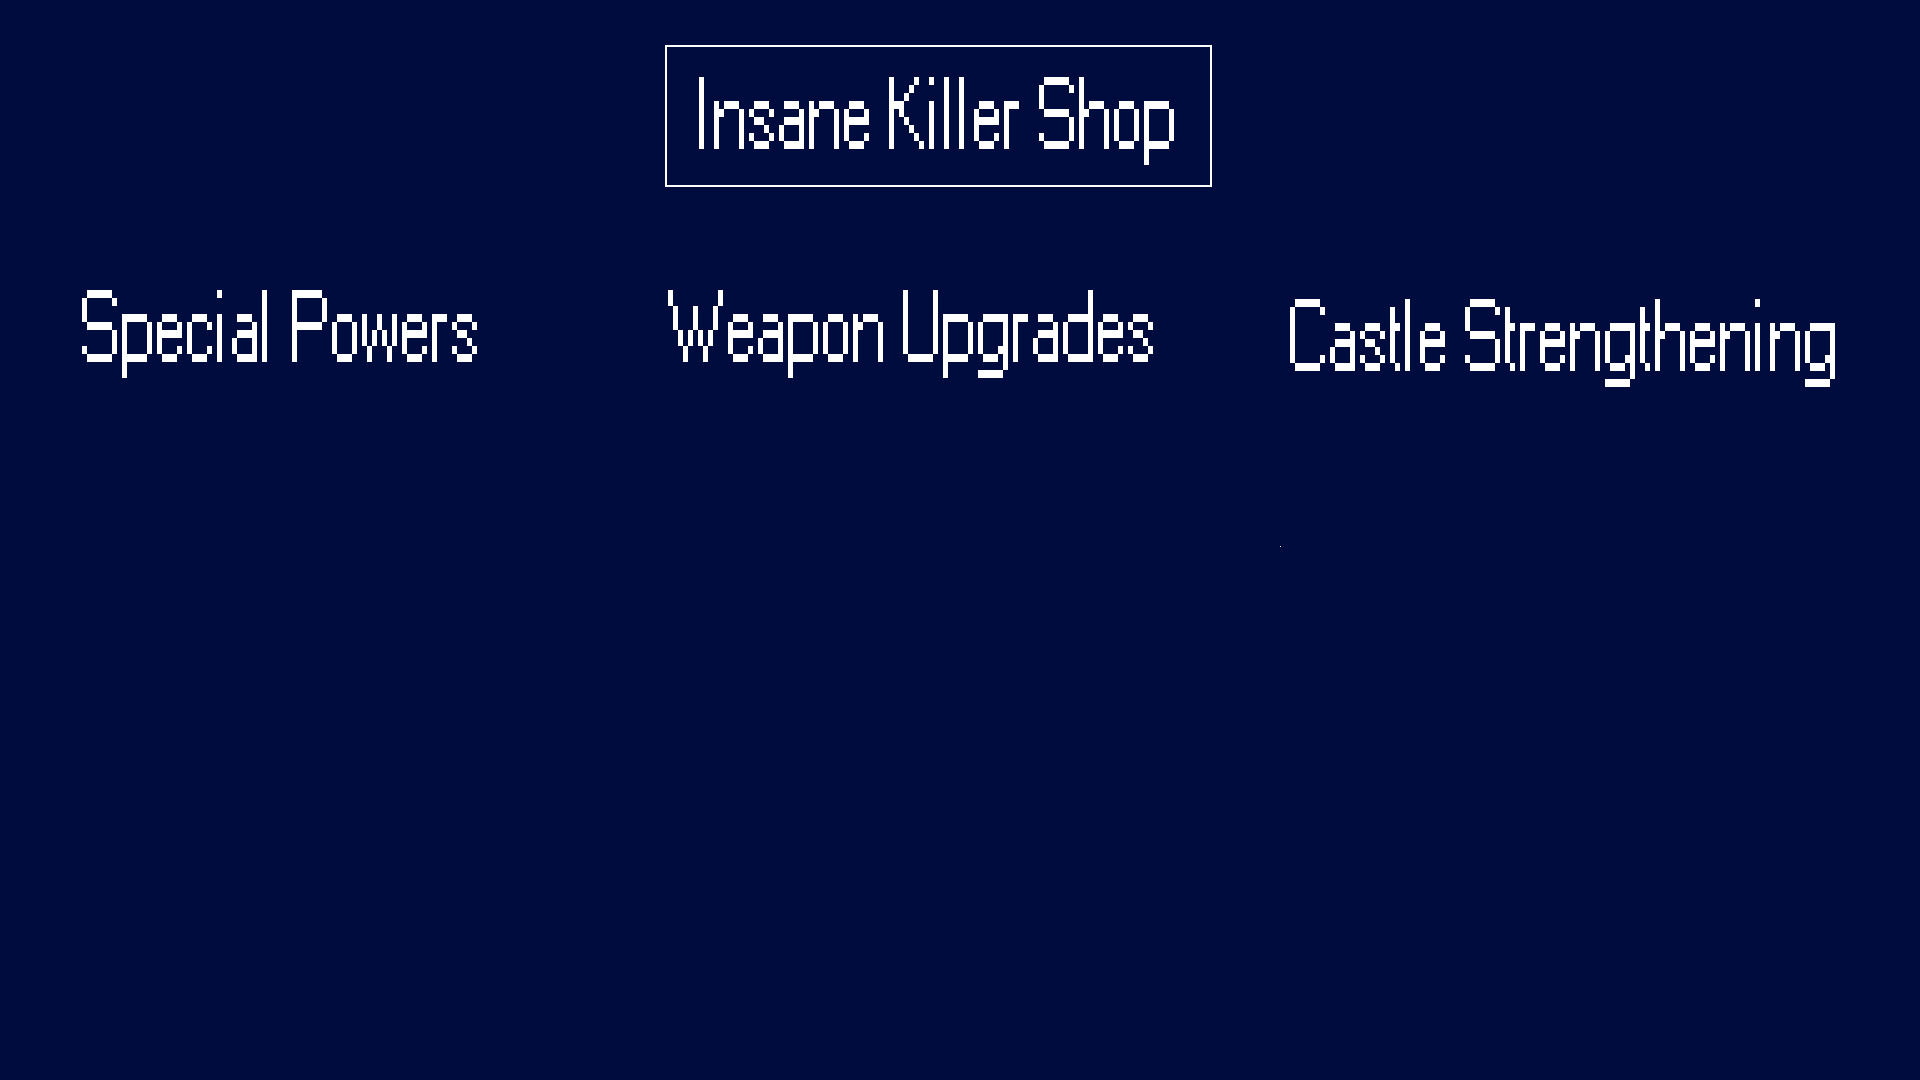 Insane Killer Shop
Special Powers
Weapon Upgrades
Castle Strengthening